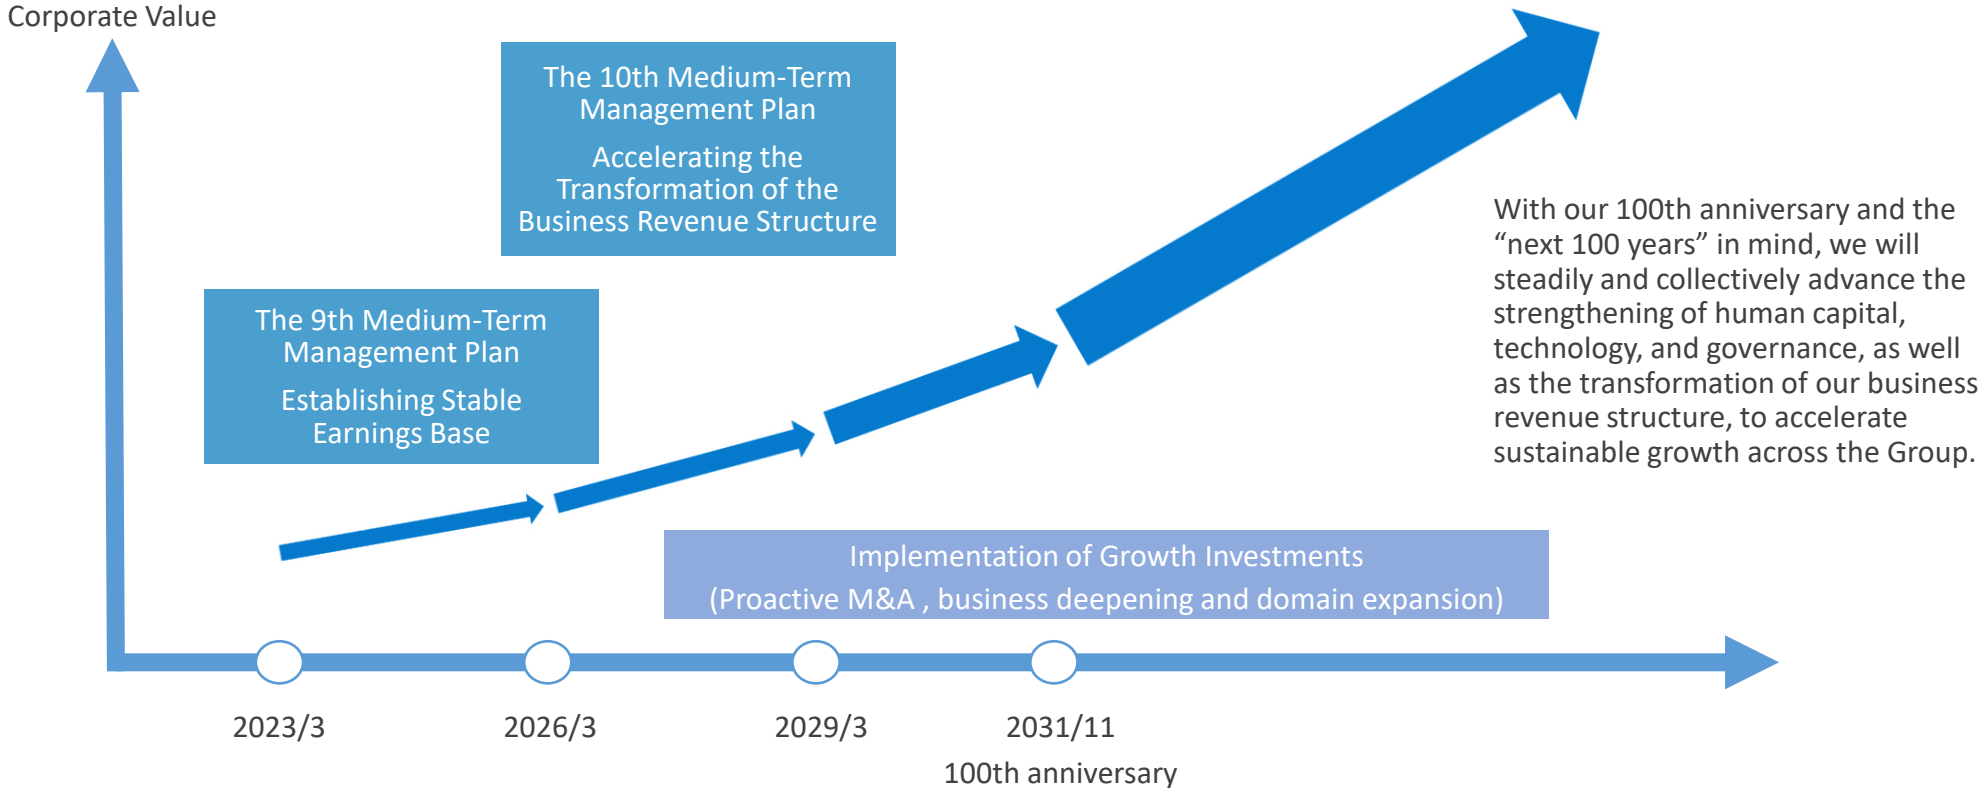 Corporate Value
The 10th Medium-Term
Management Plan
Accelerating the
Transformation of the
Business Revenue Structure
The 9th Medium-Term
Management Plan
Establishing Stable
Earnings Base
With our 100th anniversary and the
“next 100 years” in mind, we will
steadily and collectively advance the
strengthening of human capital,
technology, and governance, as well
as the transformation of our business
revenue structure, to accelerate
sustainable growth across the Group.
Implementation of Growth Investments
(Proactive M&A , business deepening and domain expansion)
2023/3
2026/3
2029/3
2031/11
100th anniversary